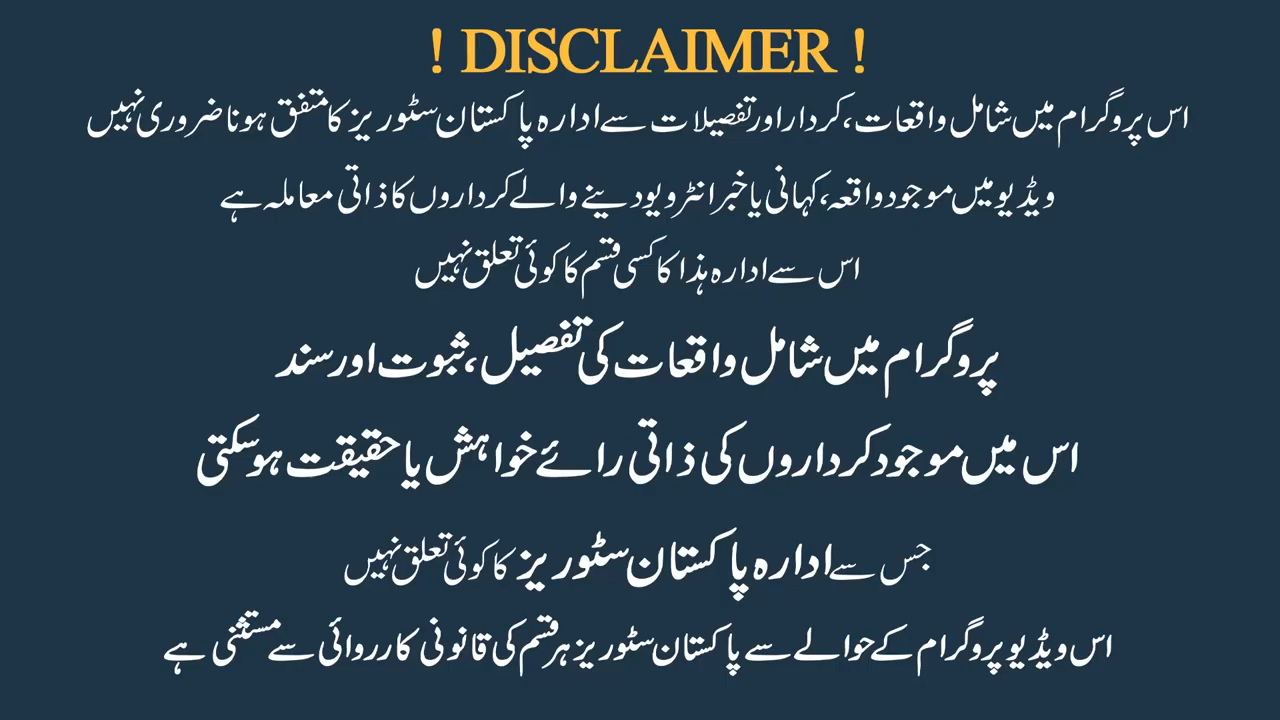 ! DISCLAIMER !
اس پروگرام میں شامل واقعات، کردار اور تفصیلات سے ادارہ پاکستان سٹوریز کا متفق ہونا ضروری نہیں
ویڈیو میں موجود واقعہ، کہانی یا خبر انٹرویو دینے والے کرداروں کا ذاتی معاملہ ہے
اس سے ادارہ ہذا کا کسی قسم کا کوئی تعلق نہیں
پروگرام میں شامل واقعات کی تفصیل، ثبوت اور سند
اس میں موجود کرداروں کی ذاتی رائے خواہش یا حقیقت ہو سکتی
جس سے ادارہ پاکستان سٹوریز کا کوئی تعلق نہیں
اس ویڈیو پروگرام کے حوالے سے پاکستان سٹوریز ہر قسم کی قانونی کارروائی سے مستثنٰی ہے